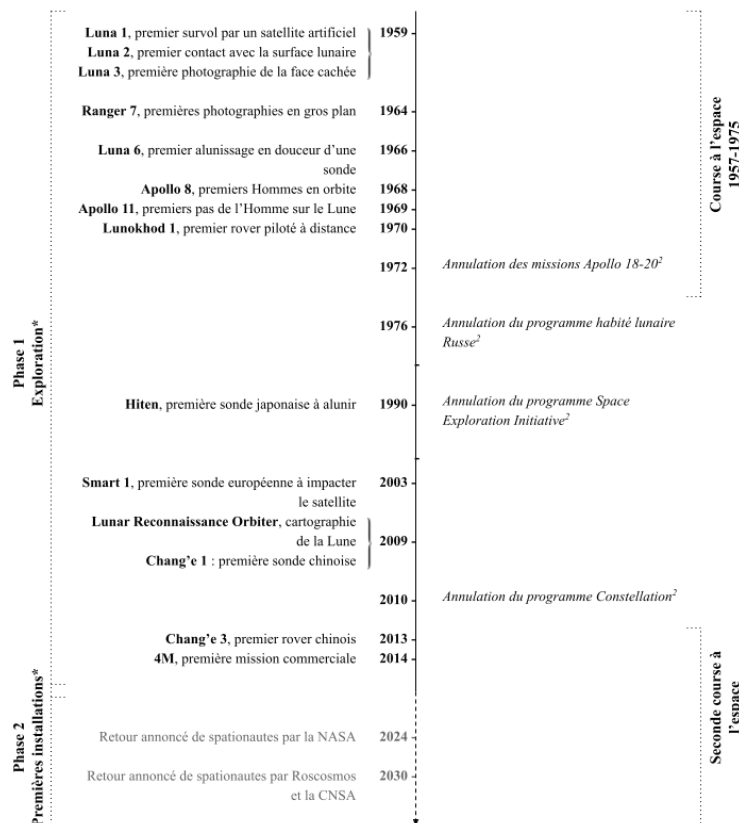 Luna 1, premier survol par un satellite artificiel
1959
Luna 2, premier contact avec la surface lunaire
Luna 3, première photographie de la face cachée
Ranger 7, premières photographies en gros plan
1964
Luna 6, premier alunissage en douceur d'une
sonde
1966
Apollo 8, premiers Hommes en orbite
1968
Apollo 11, premiers pas de l'Homme sur le Lune
1969
Lunokhod 1, premier rover piloté à distance
1970
1972
Annulation des missions Apollo 18-20²
Course à l'espace
1957-1975
1976
Annulation du programme habité lunaire
Russe²
Phase 1
Exploration*
Hiten, première sonde japonaise à alunir
1990
Annulation du programme Space
Exploration Initiative²
Smart 1, première sonde européenne à impacter
le satellite
2003
Lunar Reconnaissance Orbiter, cartographie
de la Lune
2009
Chang'e 1 : première sonde chinoise
2010
Annulation du programme Constellation²
Chang'e 3, premier rover chinois
2013
4M, première mission commerciale
2014
Phase 2
Premières installations*
Seconde course à
l'espace
Retour annoncé de spationautes par la NASA
2024
Retour annoncé de spationautes par Roscosmos
et la CNSA
2030